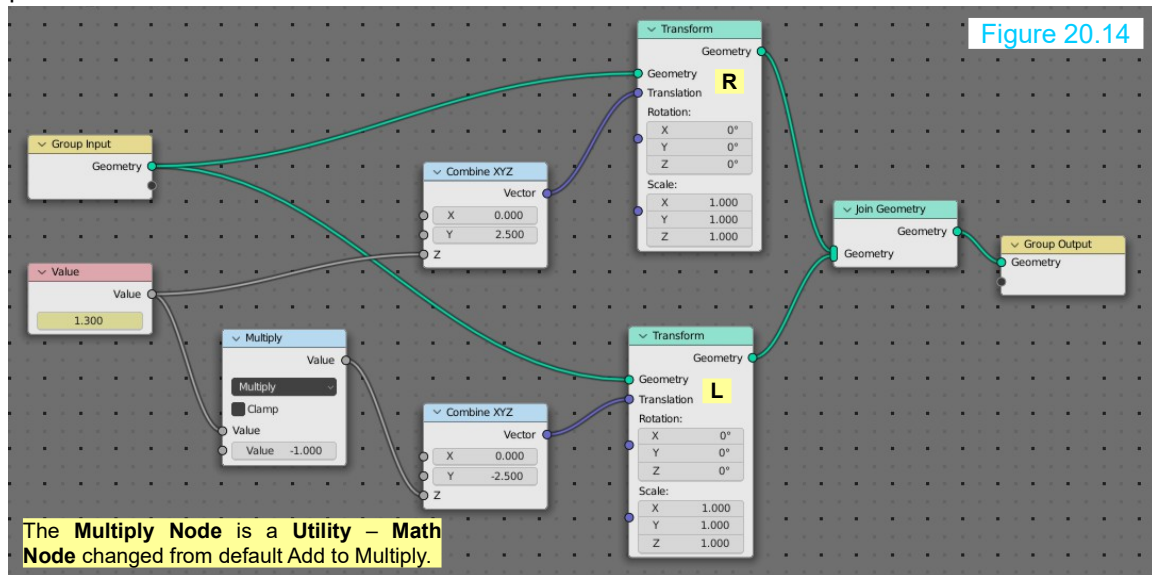 Figure 20.14
Transform
Geometry
Geometry
R
Translation
Rotation:
X 0°
Y 0°
Z 0°
Scale:
X 1.000
Y 1.000
Z 1.000
Group Input
Geometry
Combine XYZ
Vector
X 0.000
Y 2.500
Z
Join Geometry
Geometry
Geometry
Group Output
Geometry
Value
Value
1.300
Multiply
Value
Multiply
Clamp
Value
Value -1.000
Combine XYZ
Vector
X 0.000
Y -2.500
Z
Transform
Geometry
Geometry
L
Translation
Rotation:
X 0°
Y 0°
Z 0°
Scale:
X 1.000
Y 1.000
Z 1.000
The Multiply Node is a Utility – Math
Node changed from default Add to Multiply.